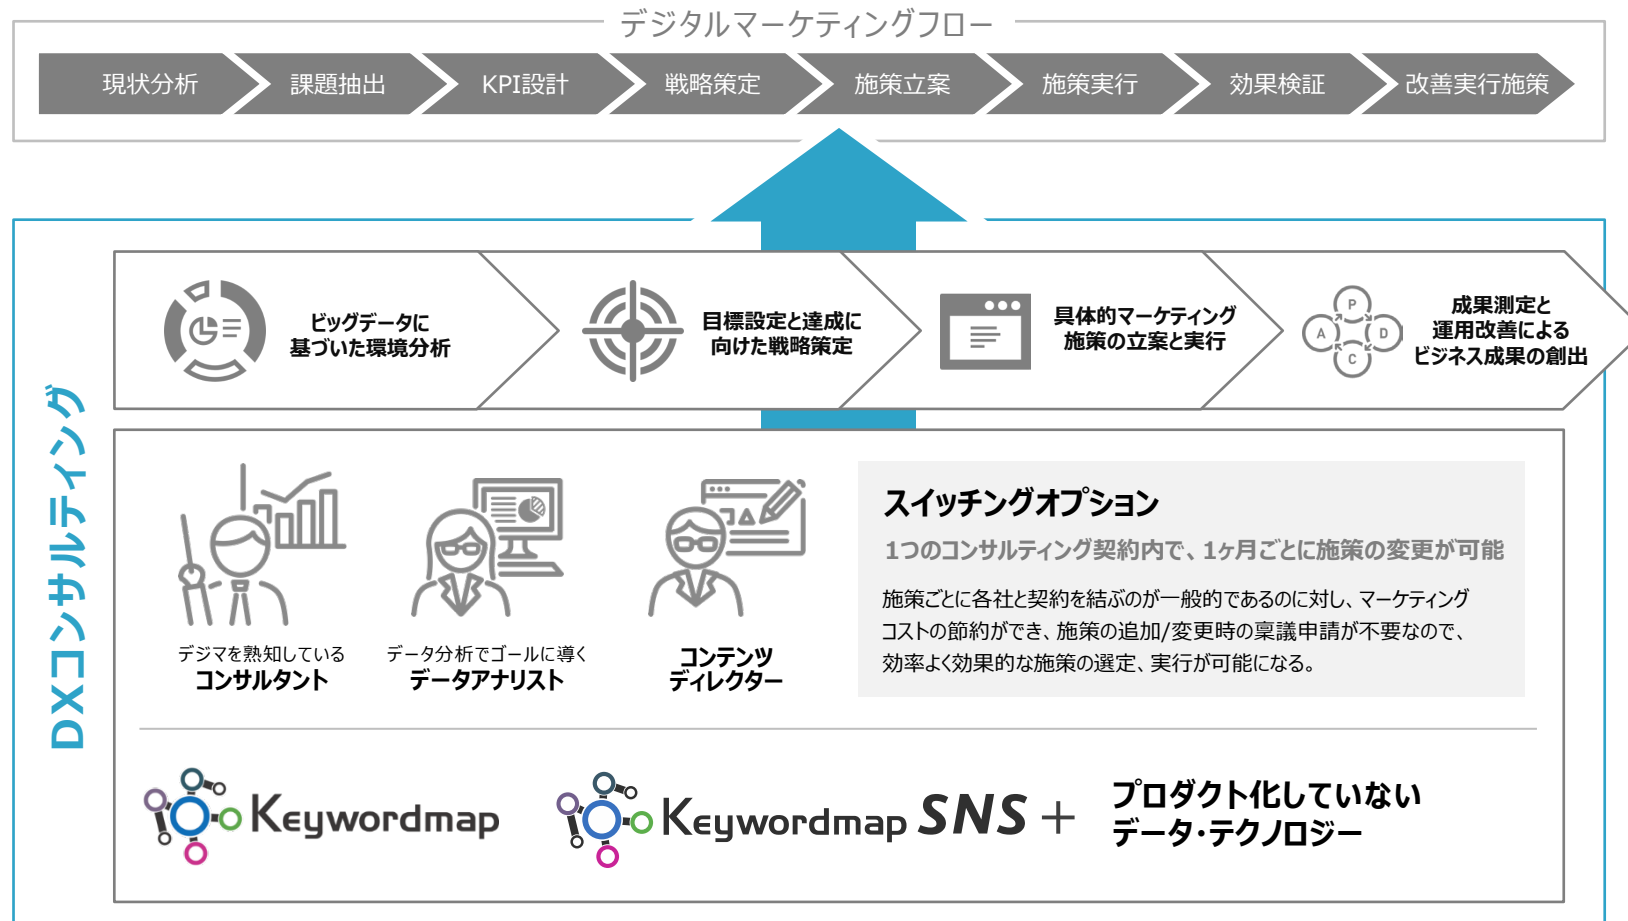 デジタルマーケティングフロー
現状分析
課題抽出
KPI設計
戦略策定
施策立案
施策実行
効果検証
改善実行施策
DXコンサルティング
ビッグデータに
基づいた環境分析
目標設定と達成に
向けた戦略策定
具体的マーケティング
施策の立案と実行
P
A
D
C
成果測定と
運用改善による
ビジネス成果の創出
デジマを熟知している
コンサルタント
データ分析でゴールに導く
データアナリスト
コンテンツ
ディレクター
スイッチングオプション
1つのコンサルティング契約内で、1ヶ月ごとに施策の変更が可能
施策ごとに各社と契約を結ぶのが一般的であるのに対し、マーケティング
コストの節約ができ、施策の追加/変更時の稟議申請が不要なので、
効率よく効果的な施策の選定、実行が可能になる。
Keywordmap
Keywordmap SNS +
プロダクト化していない
データ・テクノロジー